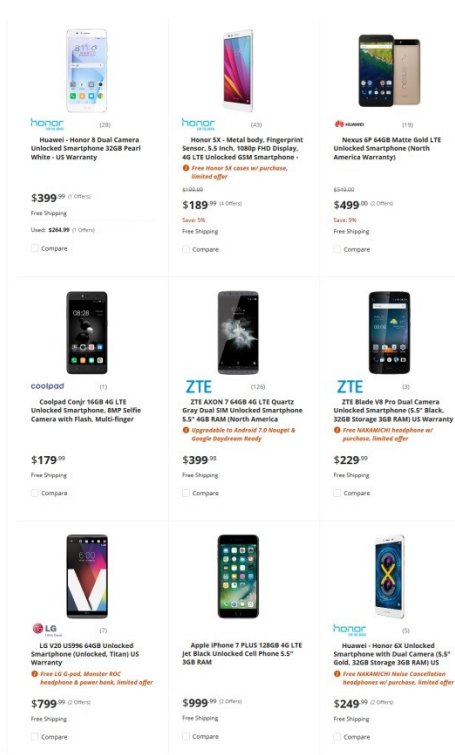 honor (28)
Huawei - Honor 8 Dual Camera
Unlocked Smartphone 32GB Pearl
White - US Warranty
$399.99 (1 Offers)
Free Shipping
Used: $264.99 (1 Offers)
Compare
honor (43)
Honor 5X - Metal body, Fingerprint
Sensor, 5.5 Inch, 1080p FHD Display,
4G LTE Unlocked GSM Smartphone -
Free Honor 5X cases w/ purchase,
limited offer
$199.99
$189.99 (4 Offers)
Save: 5%
Free Shipping
Compare
HUAWEI (19)
Nexus 6P 64GB Matte Gold LTE
Unlocked Smartphone (North
America Warranty)
$549.00
$499.00 (2 Offers)
Save: 9%
Free Shipping
Compare
08:28
coolpad (1)
Coolpad Conjr 16GB 4G LTE
Unlocked Smartphone, 8MP Selfie
Camera with Flash, Multi-finger
$179.99
Free Shipping
Compare
ZTE (126)
ZTE AXON 7 64GB 4G LTE Quartz
Gray Dual SIM Unlocked Smartphone
5.5" 4GB RAM (North America
Upgradable to Android 7.0 Nougat &
Google Daydream Ready
$399.98
Free Shipping
Compare
ZTE (3)
ZTE Blade V8 Pro Dual Camera
Unlocked Smartphone (5.5" Black,
32GB Storage 3GB RAM) US Warranty
Free NAKAMICHI headphone w/
purchase, limited offer
$229.99
Free Shipping
Compare
6:00
LG (7)
LG V20 US996 64GB Unlocked
Smartphone (Unlocked, Titan) US
Warranty
Free LG G-pad, Monster ROC
headphone & power bank, limited offer
$799.99 (2 Offers)
Free Shipping
Compare
Apple iPhone 7 PLUS 128GB 4G LTE
Jet Black Unlocked Cell Phone 5.5"
3GB RAM
$999.99 (2 Offers)
Free Shipping
Compare
honor (5)
Huawei - Honor 6X Unlocked
Smartphone with Dual Camera (5.5"
Gold, 32GB Storage 3GB RAM) US
Free NAKAMICHI Noise Cancellation
headphones w/ purchase, limited offer
$249.99 (2 Offers)
Free Shipping
Compare